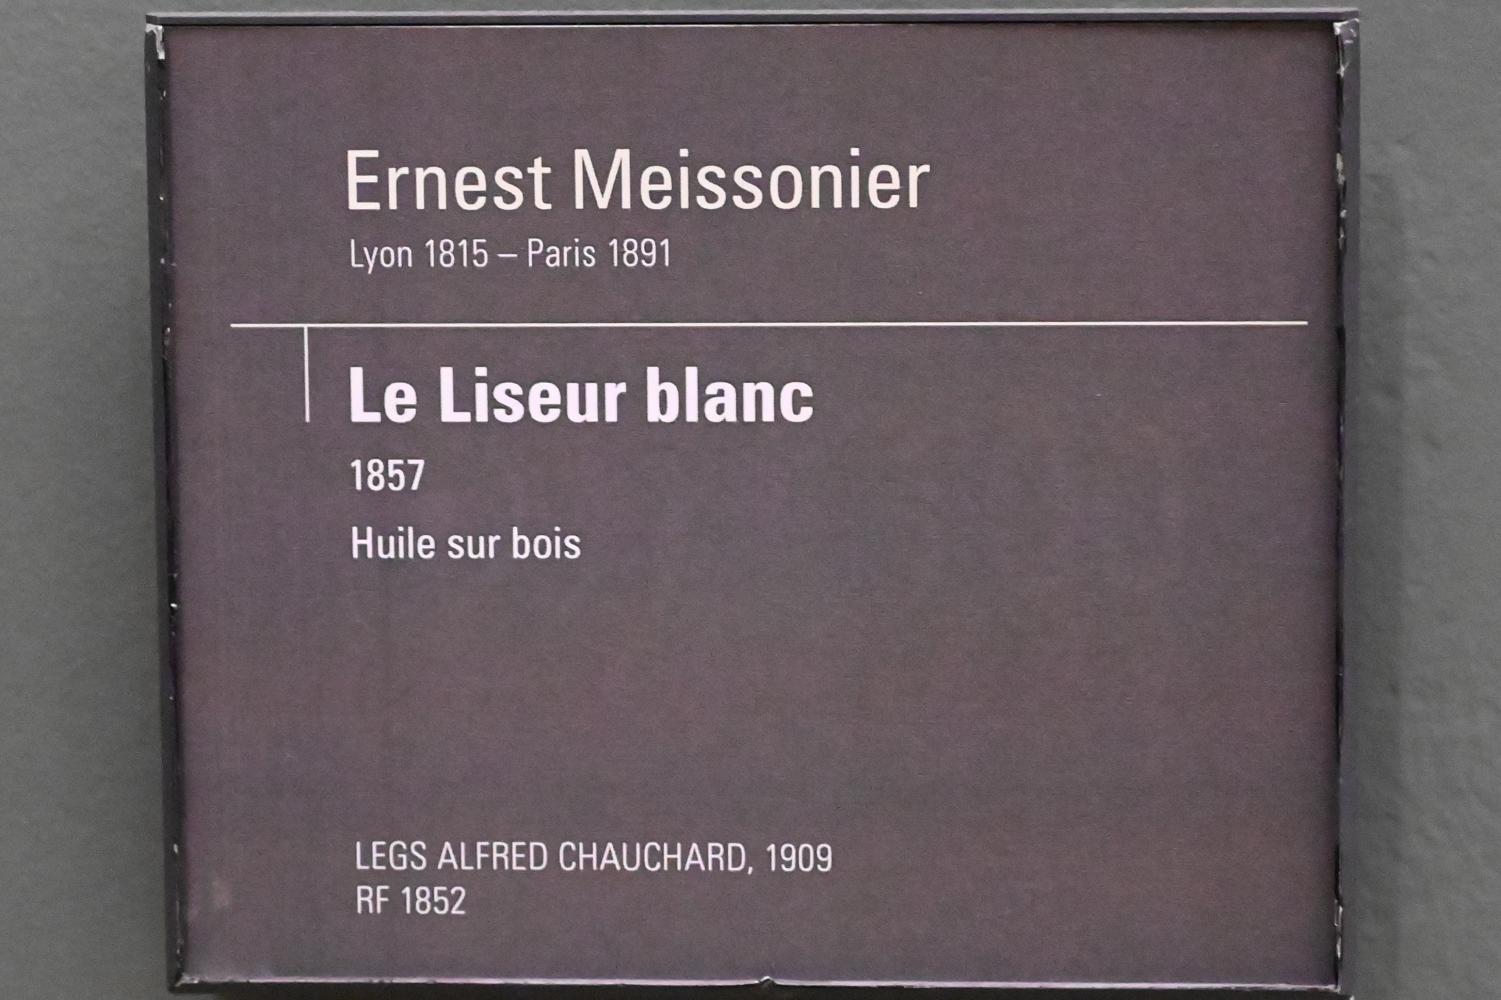 Ernest Meissonier
Lyon 1815 – Paris 1891
Le Liseur blanc
1857
Huile sur bois
LEGS ALFRED CHAUCHARD, 1909
RF 1852